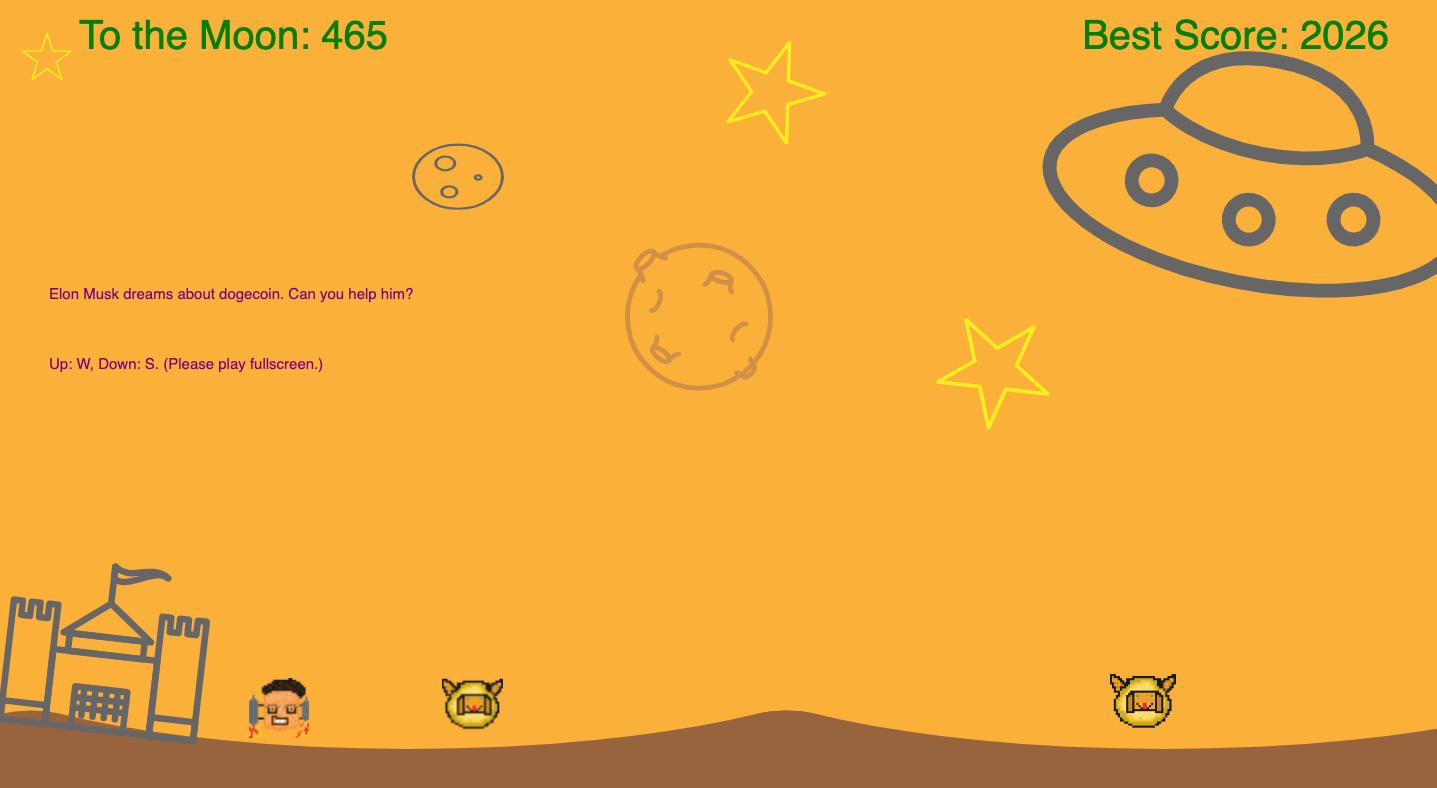 To the Moon: 465
Best Score: 2026
Elon Musk dreams about dogecoin. Can you help him?
Up: W, Down: S. (Please play fullscreen.)